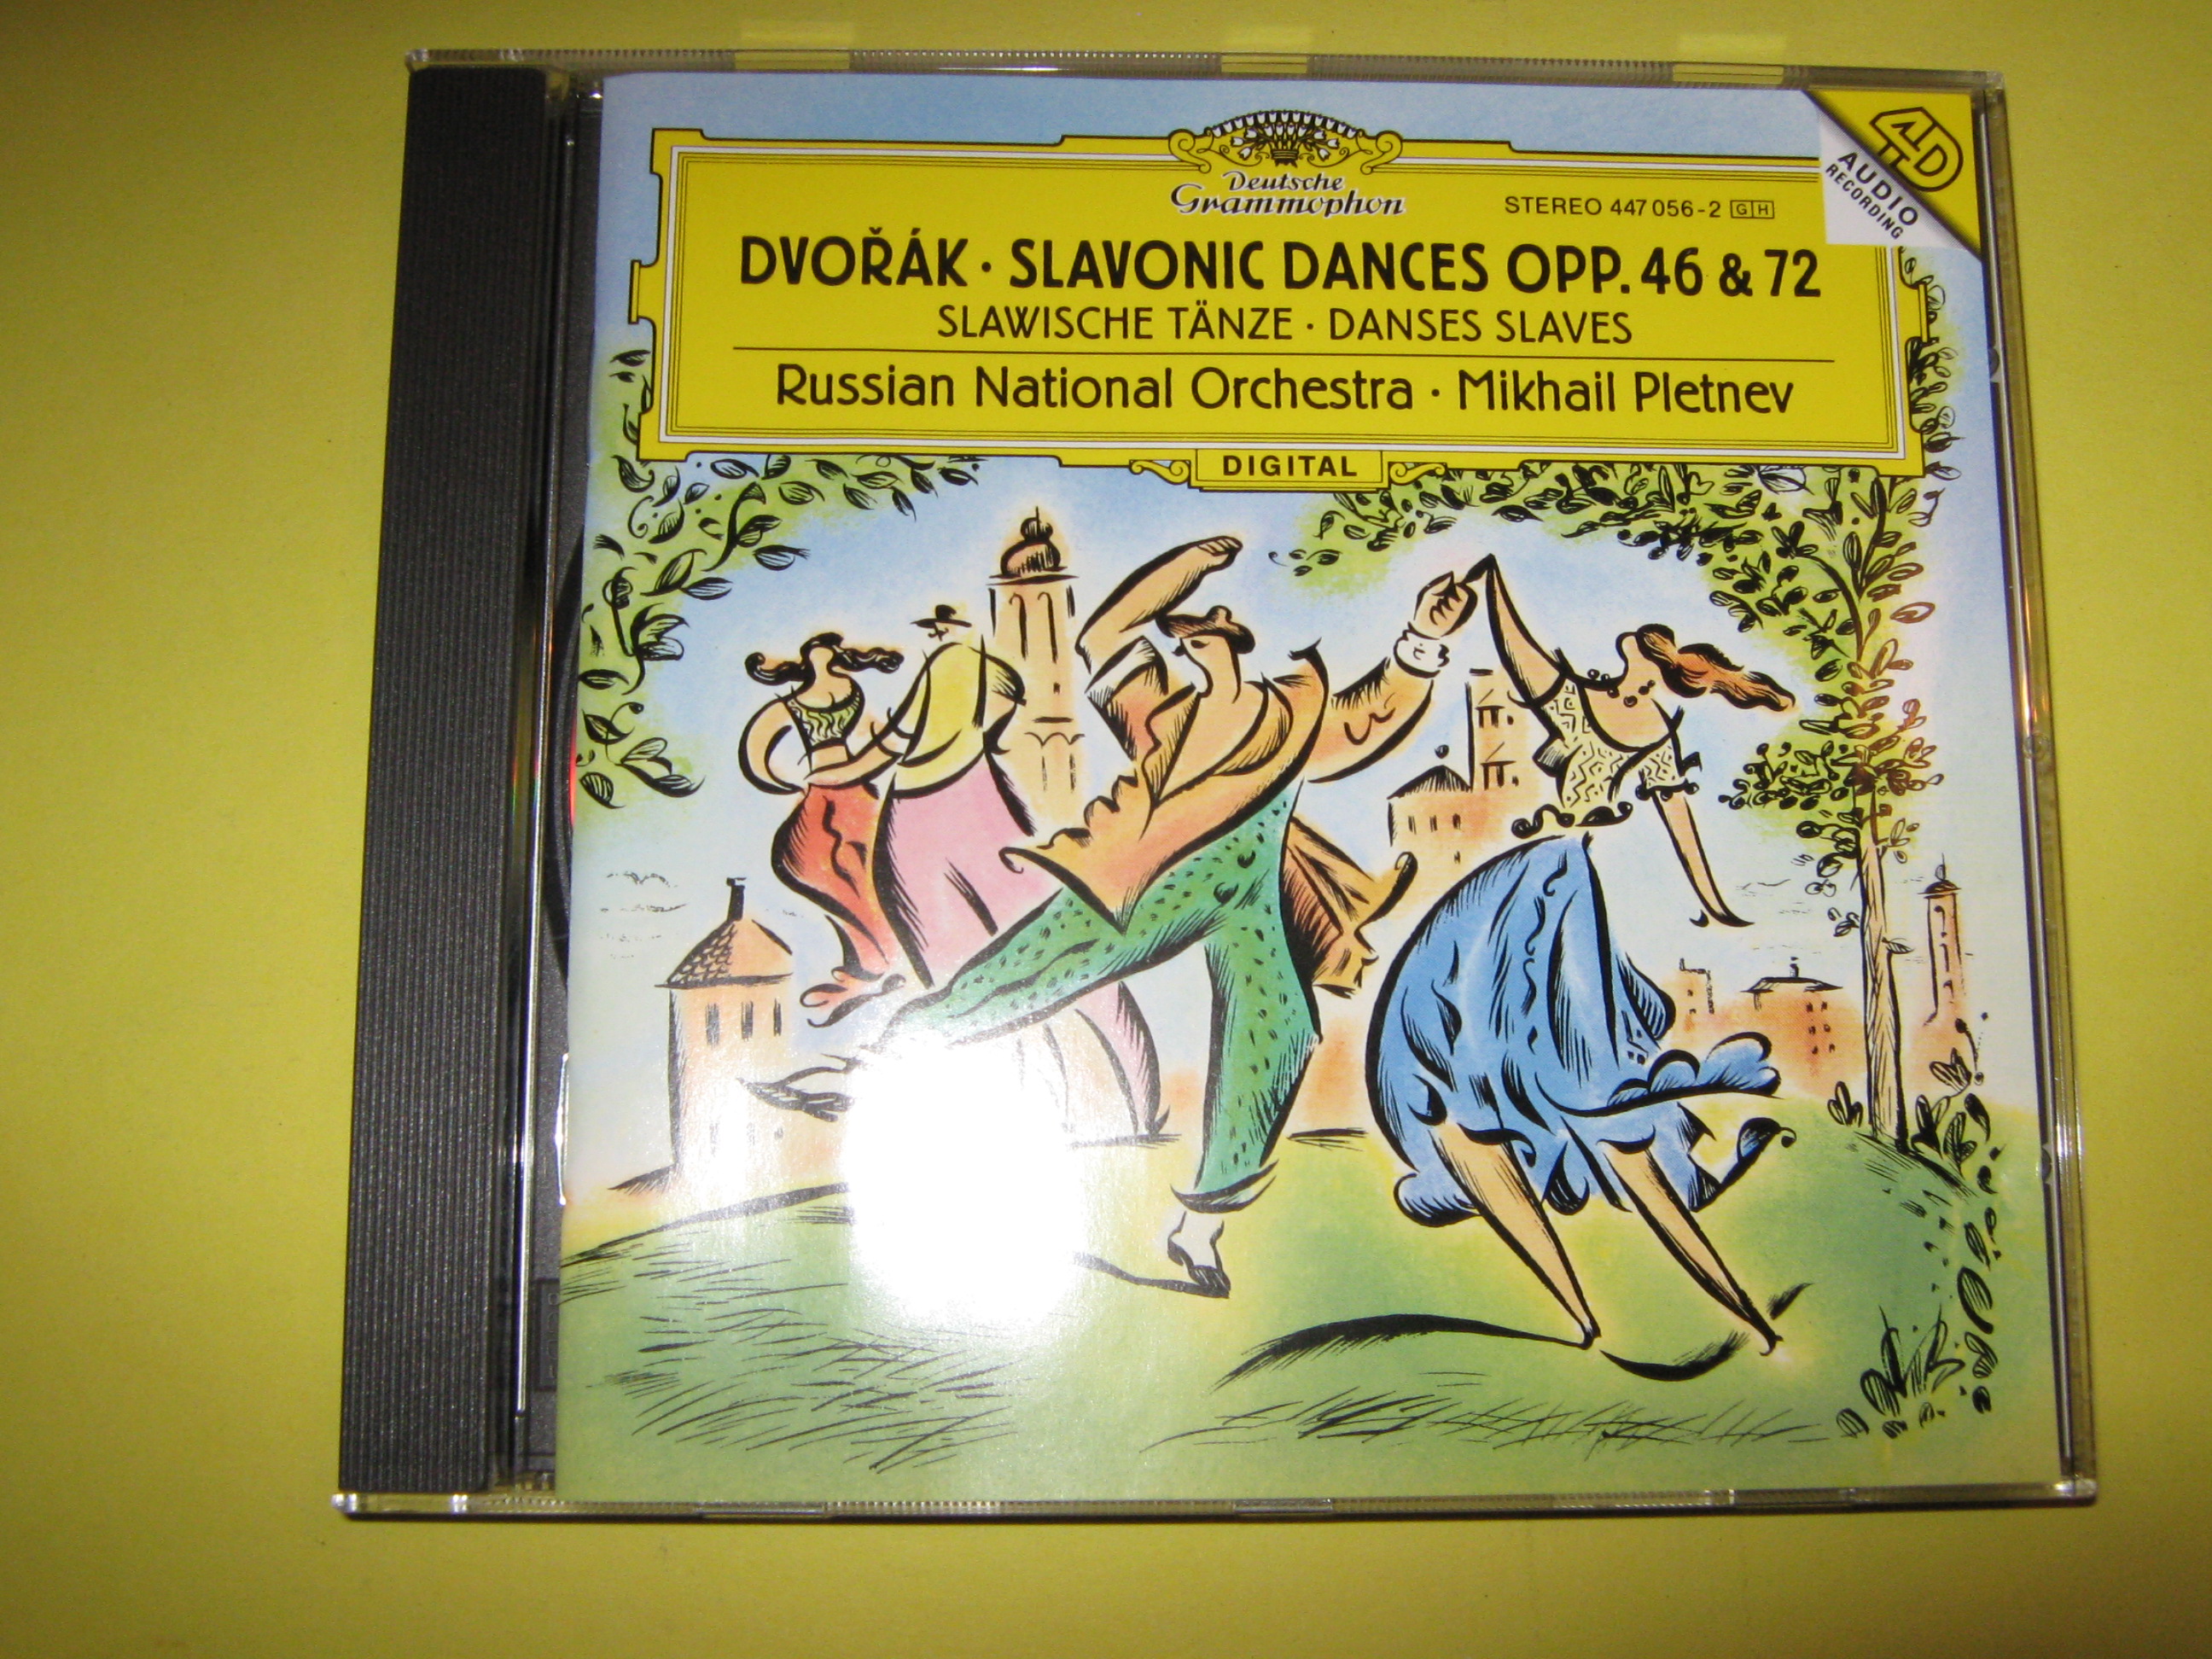 Deutsche
Grammophon
STEREO 447 056-2 GH
4D
AUDIO
RECORDING
DVOŘÁK · SLAVONIC DANCES OPP. 46 & 72
SLAWISCHE TÄNZE · DANSES SLAVES
Russian National Orchestra · Mikhail Pletnev
DIGITAL